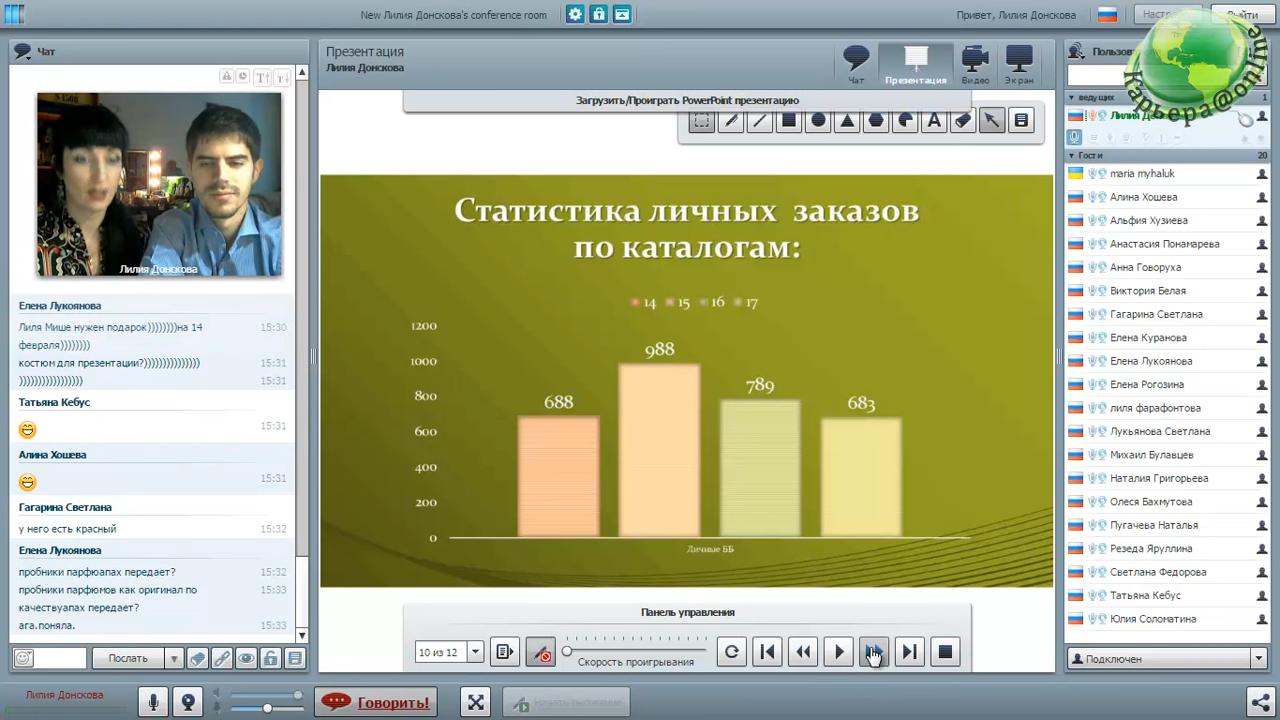 New Лилия Донскова's conference room
Привет, Лилия Донскова
Выйти
Карьера@online
Чат
Лилия Донскова
Елена Лукоянова
Лиля Мише нужен подарок))))))))на 14
15:30
февраля))))))))
костюм для презентации?)))))))))))))))
15:31
)))))))))))))))))
15:31
Татьяна Кебус
15:31
Алина Хошева
15:31
Гагарина Светлана
у него есть красный
15:32
Елена Лукоянова
пробники парфюапах передает?
15:32
пробники парфюмов как оригинал по
15:33
качествуапах передает?
ага.поняла.
15:33
Послать
Презентация
Лилия Донскова
Чат
Презентация
Видео
Экран
Загрузить/Проиграть PowerPoint презентацию
Статистика личных заказов
по каталогам:
14 15 16 17
1200
1000
800
600
400
200
0
688
988
789
683
Личные ББ
Панель управления
10 из 12
Скорость проигрывания
ведущих
1
Гости
20
maria myhaluk
Алина Хошева
Альфия Хузиева
Анастасия Понамарева
Анна Говоруха
Виктория Белая
Гагарина Светлана
Елена Куранова
Елена Лукоянова
Елена Рогозина
лиля фарафонтова
Лукьянова Светлана
Михаил Булавцев
Наталия Григорьева
Олеся Бахмутова
Пугачева Наталья
Резеда Яруллина
Светлана Федорова
Татьяна Кебус
Юлия Соломатина
Подключен
Лилия Донскова
Говорить!